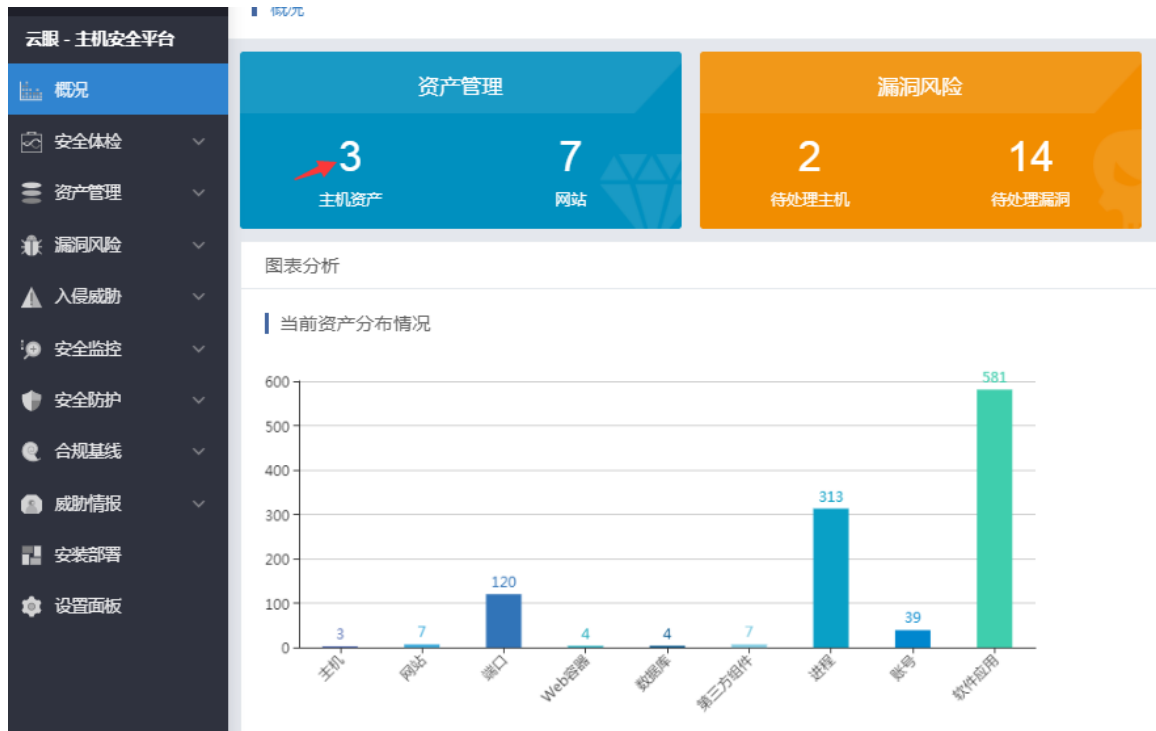 概况
云眼 - 主机安全平台
概况
安全体检
资产管理
漏洞风险
入侵威胁
安全监控
安全防护
合规基线
威胁情报
安装部署
设置面板
资产管理
3
7
主机资产
网站
漏洞风险
2
14
待处理主机
待处理漏洞
图表分析
当前资产分布情况
600
500
400
300
200
100
0
3
7
120
4
4
7
313
39
581
主机
网站
端口
Web容器
数据库
第三方组件
进程
账号
软件应用